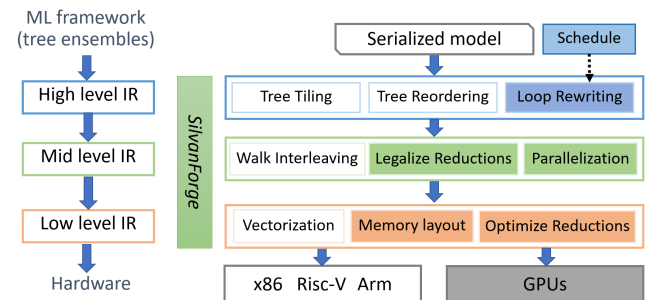 ML framework
(tree ensembles)
High level IR
Mid level IR
Low level IR
Hardware
SilvanForge
Serialized model
Schedule
Tree Tiling
Tree Reordering
Loop Rewriting
Walk Interleaving
Legalize Reductions
Parallelization
Vectorization
Memory layout
Optimize Reductions
x86 Risc-V Arm
GPUs